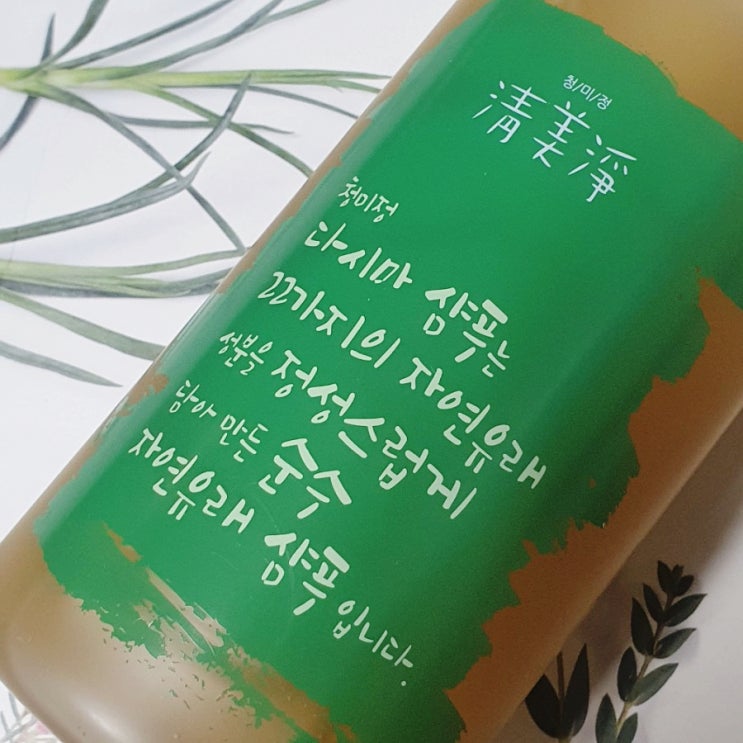 청/미/정
清美淨
청미정
다시마 샴푸는
22가지의 자연유래
성분을 정성스럽게
담아 만든 순수
자연유래 샴푸입니다.